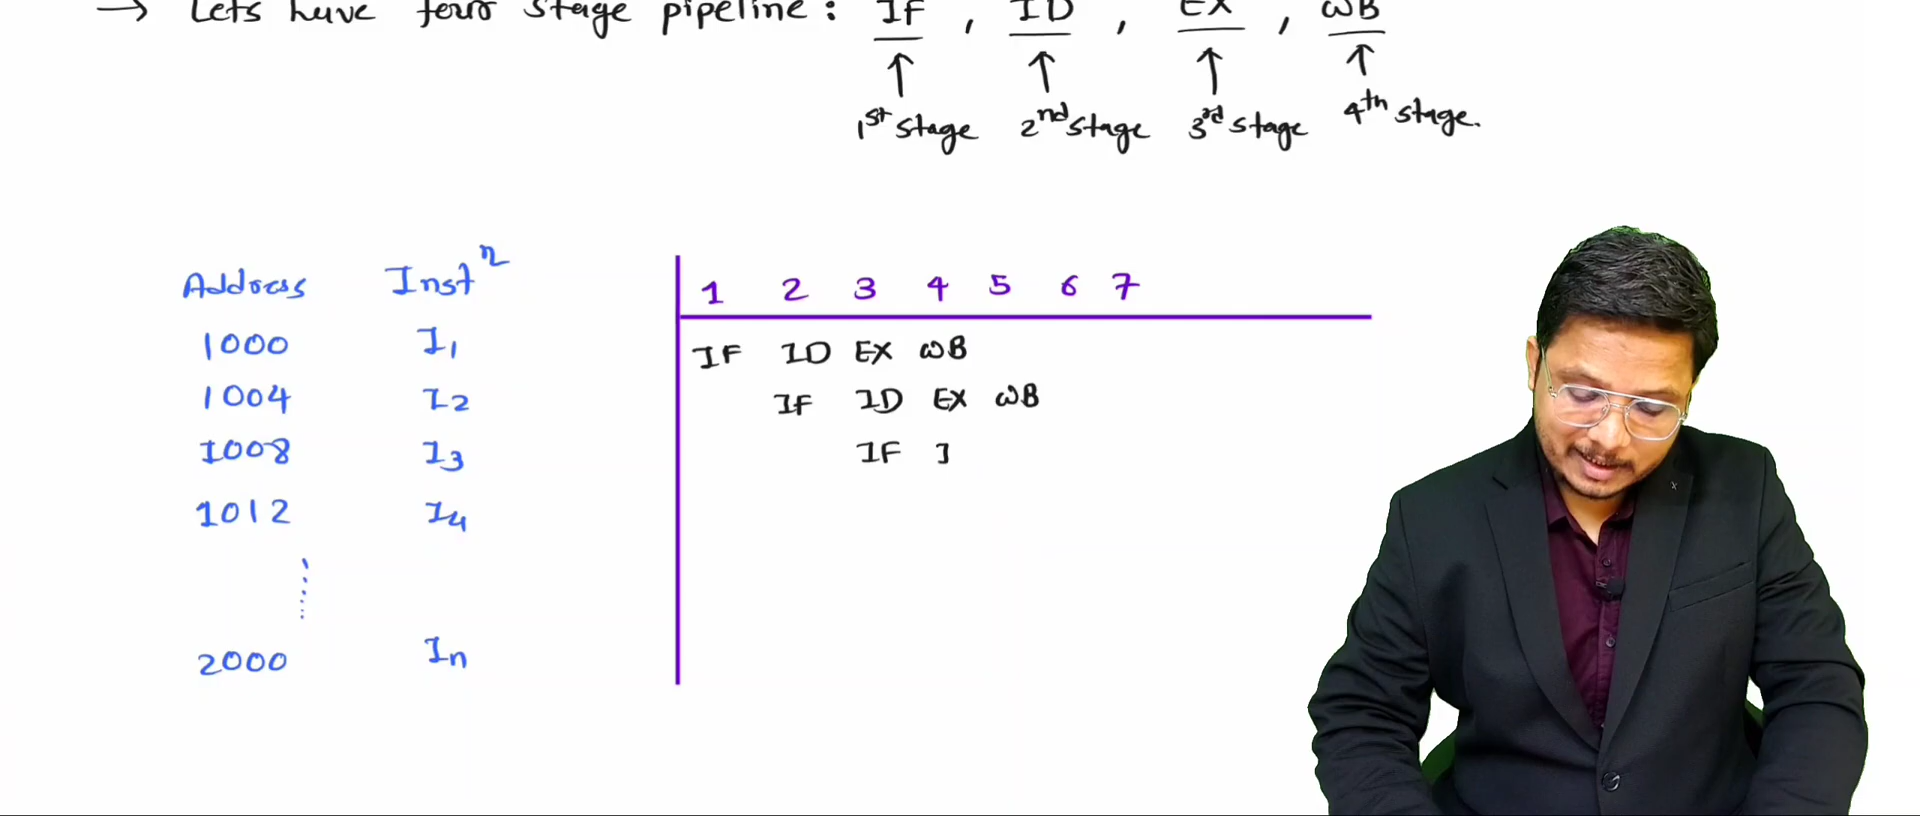 → Lets have four stage pipeline : IF , ID , EX , WB
↑ ↑ ↑ ↑
1st stage 2nd stage 3rd stage 4th stage.
Address Instn 1 2 3 4 5 6 7
1000 I1 IF ID EX WB
1004 I2 IF ID EX WB
1008 I3 IF I
1012 I4
2000 In